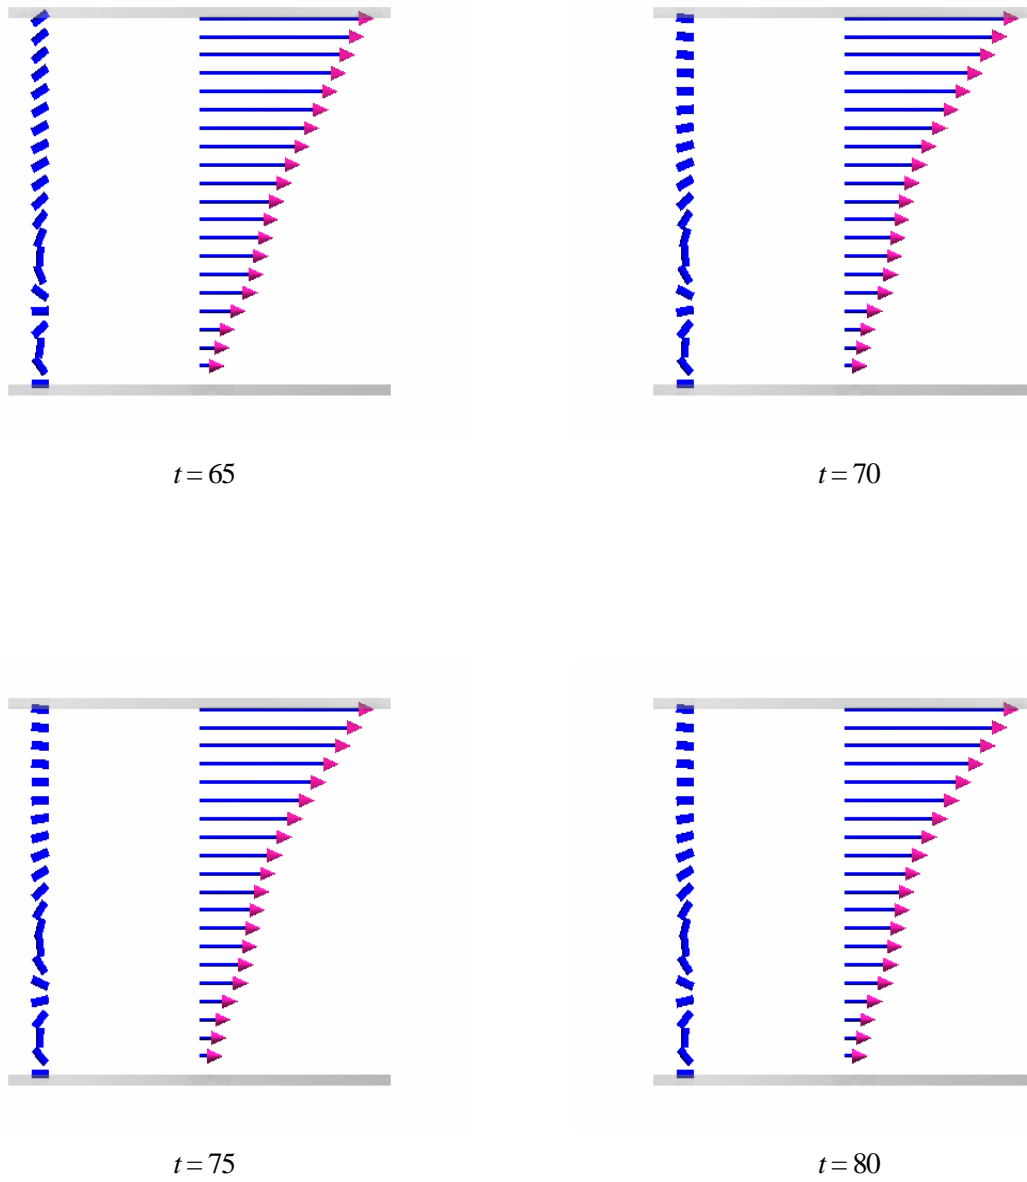 t = 65
t = 70
t = 75
t = 80